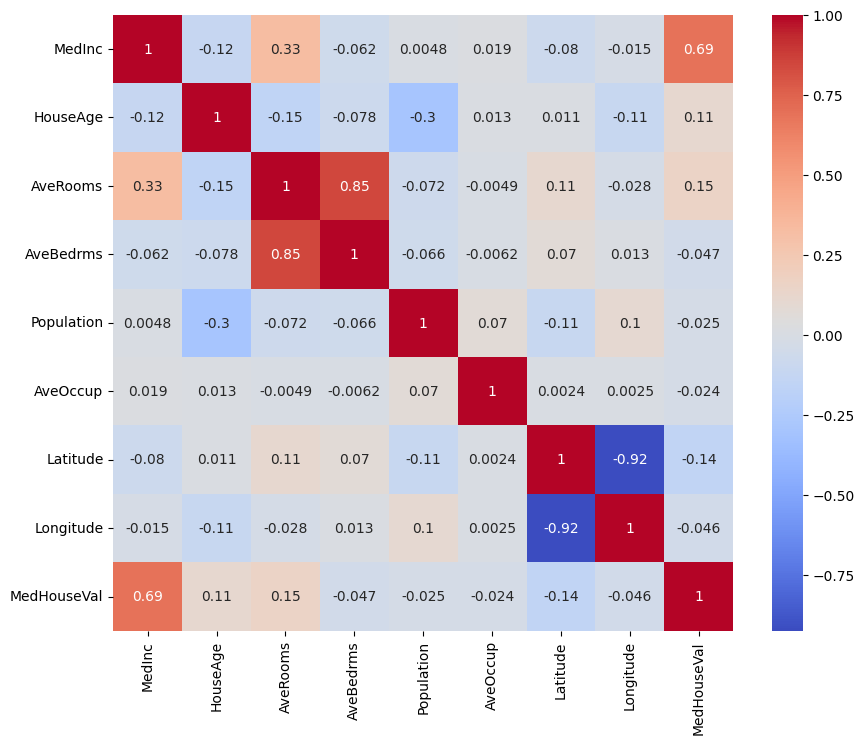 MedInc 1 -0.12 0.33 -0.062 0.0048 0.019 -0.08 -0.015 0.69
HouseAge -0.12 1 -0.15 -0.078 -0.3 0.013 0.011 -0.11 0.11
AveRooms 0.33 -0.15 1 0.85 -0.072 -0.0049 0.11 -0.028 0.15
AveBedrms -0.062 -0.078 0.85 1 -0.066 -0.0062 0.07 0.013 -0.047
Population 0.0048 -0.3 -0.072 -0.066 1 0.07 -0.11 0.1 -0.025
AveOccup 0.019 0.013 -0.0049 -0.0062 0.07 1 0.0024 0.0025 -0.024
Latitude -0.08 0.011 0.11 0.07 -0.11 0.0024 1 -0.92 -0.14
Longitude -0.015 -0.11 -0.028 0.013 0.1 0.0025 -0.92 1 -0.046
MedHouseVal 0.69 0.11 0.15 -0.047 -0.025 -0.024 -0.14 -0.046 1
MedInc
HouseAge
AveRooms
AveBedrms
Population
AveOccup
Latitude
Longitude
MedHouseVal
1.00
0.75
0.50
0.25
0.00
−0.25
−0.50
−0.75